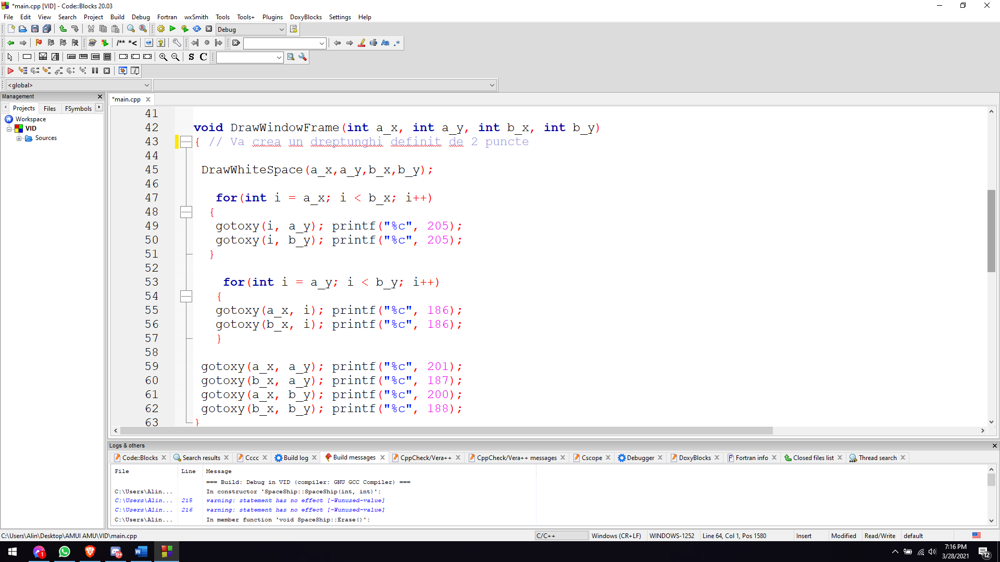 *main.cpp [VID] - Code::Blocks 20.03
File Edit View Search Project Build Debug Fortran wxSmith Tools Tools+ Plugins DoxyBlocks Settings Help
Debug
/** *<
S C
<global>
Management
*main.cpp
Projects Files FSymbols
Workspace
VID
Sources
41
42 void DrawWindowFrame(int a_x, int a_y, int b_x, int b_y)
43 { // Va crea un dreptunghi definit de 2 puncte
44
45 DrawWhiteSpace(a_x,a_y,b_x,b_y);
46
47 for(int i = a_x; i < b_x; i++)
48 {
49 gotoxy(i, a_y); printf("%c", 205);
50 gotoxy(i, b_y); printf("%c", 205);
51 }
52
53 for(int i = a_y; i < b_y; i++)
54 {
55 gotoxy(a_x, i); printf("%c", 186);
56 gotoxy(b_x, i); printf("%c", 186);
57 }
58
59 gotoxy(a_x, a_y); printf("%c", 201);
60 gotoxy(b_x, a_y); printf("%c", 187);
61 gotoxy(a_x, b_y); printf("%c", 200);
62 gotoxy(b_x, b_y); printf("%c", 188);
63 }
Logs & others
Code::Blocks Search results Cccc Build log Build messages CppCheck/Vera++ CppCheck/Vera++ messages Cscope Debugger DoxyBlocks Fortran info Closed files list Thread search
File Line Message
=== Build: Debug in VID (compiler: GNU GCC Compiler) ===
C:\Users\Alin... In constructor 'SpaceShip::SpaceShip(int, int)':
C:\Users\Alin... 215 warning: statement has no effect [-Wunused-value]
C:\Users\Alin... 216 warning: statement has no effect [-Wunused-value]
C:\Users\Alin... In member function 'void SpaceShip::Erase()':
C:\Users\Alin\Desktop\AMUI AMU\VID\main.cpp C/C++ Windows (CR+LF) WINDOWS-1252 Line 64, Col 1, Pos 1580 Insert Modified Read/Write default
7:16 PM
3/28/2021
1
9+
12